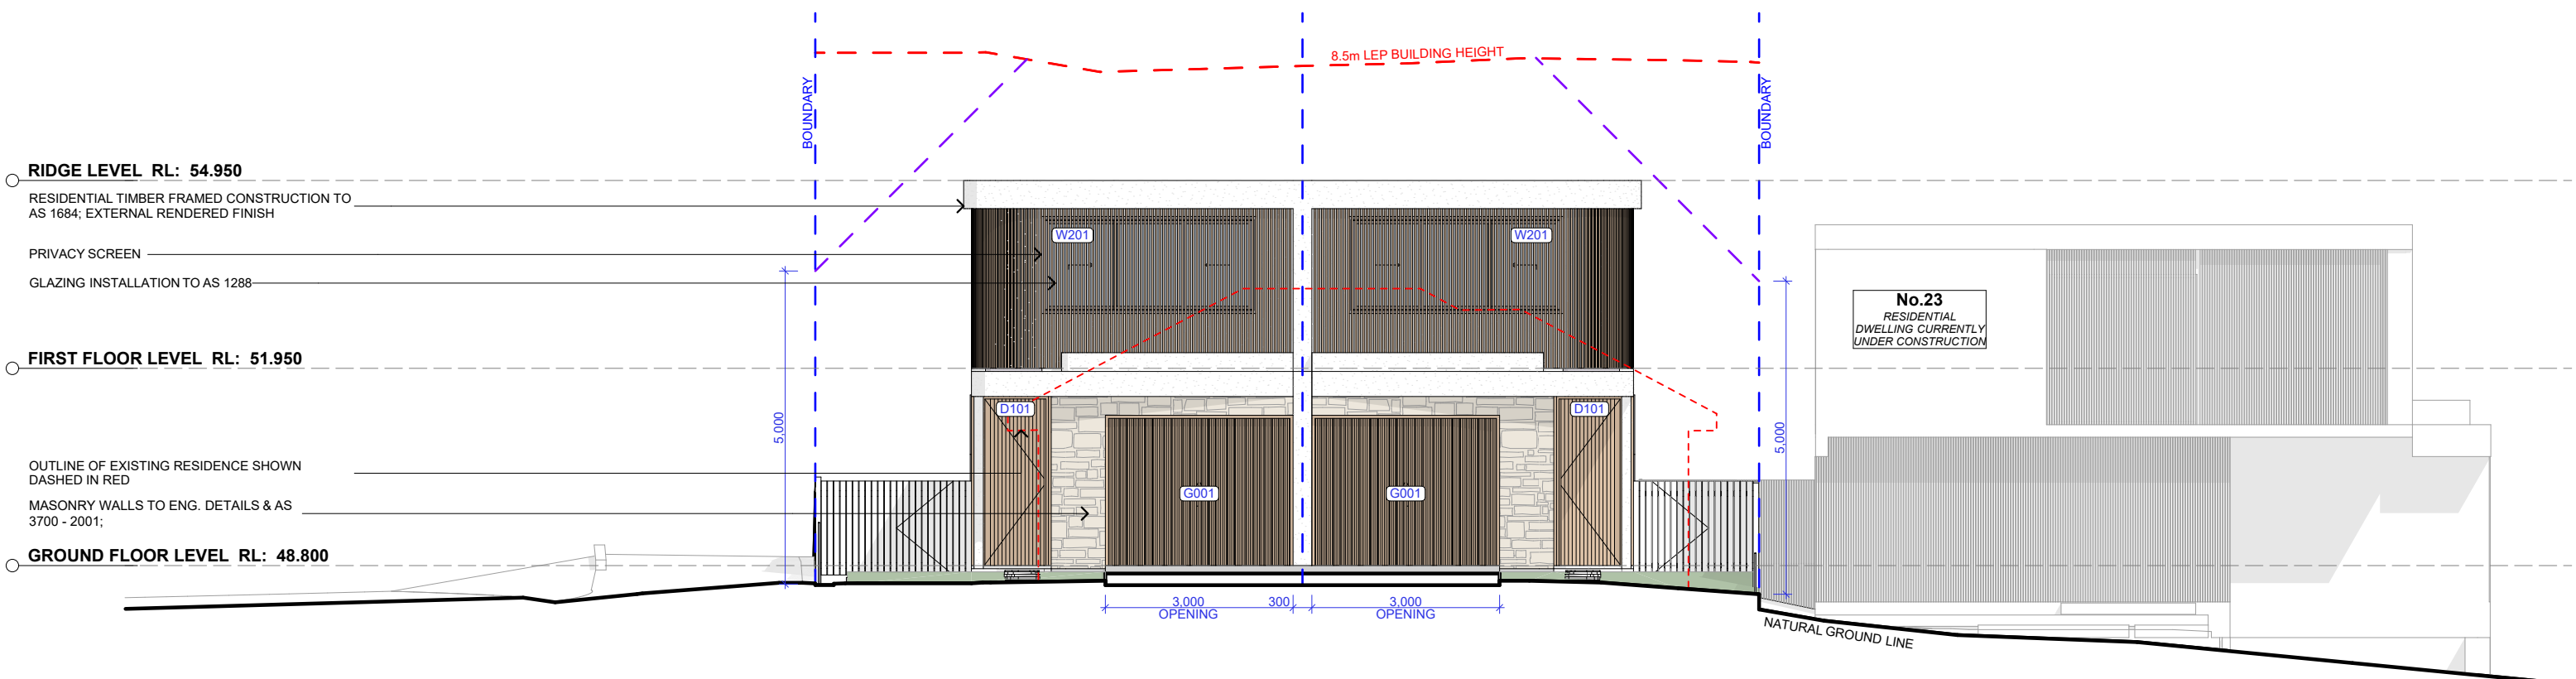 8.5m LEP BUILDING HEIGHT
BOUNDARY
BOUNDARY
RIDGE LEVEL RL: 54.950
RESIDENTIAL TIMBER FRAMED CONSTRUCTION TO
AS 1684; EXTERNAL RENDERED FINISH
W201
W201
PRIVACY SCREEN
GLAZING INSTALLATION TO AS 1288
No.23
RESIDENTIAL
DWELLING CURRENTLY
UNDER CONSTRUCTION
FIRST FLOOR LEVEL RL: 51.950
D101
D101
5,000
5,000
OUTLINE OF EXISTING RESIDENCE SHOWN
DASHED IN RED
G001
G001
MASONRY WALLS TO ENG. DETAILS & AS
3700 - 2001;
GROUND FLOOR LEVEL RL: 48.800
3,000
OPENING
300
3,000
OPENING
NATURAL GROUND LINE